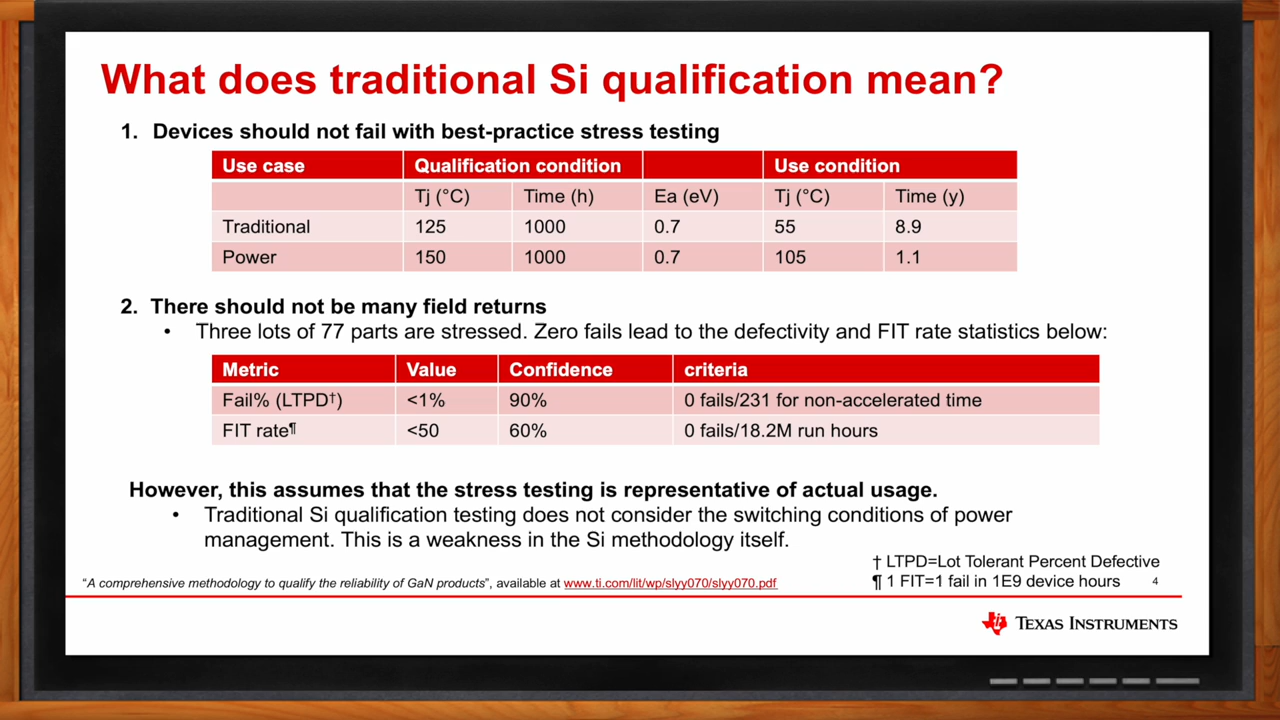 What does traditional Si qualification mean?
1. Devices should not fail with best-practice stress testing
Use case Qualification condition Use condition
Tj (°C) Time (h) Ea (eV) Tj (°C) Time (y)
Traditional 125 1000 0.7 55 8.9
Power 150 1000 0.7 105 1.1
2. There should not be many field returns
• Three lots of 77 parts are stressed. Zero fails lead to the defectivity and FIT rate statistics below:
Metric Value Confidence criteria
Fail% (LTPD†) <1% 90% 0 fails/231 for non-accelerated time
FIT rate¶ <50 60% 0 fails/18.2M run hours
However, this assumes that the stress testing is representative of actual usage.
• Traditional Si qualification testing does not consider the switching conditions of power
management. This is a weakness in the Si methodology itself.
† LTPD=Lot Tolerant Percent Defective
"A comprehensive methodology to qualify the reliability of GaN products", available at www.ti.com/lit/wp/slyy070/slyy070.pdf
¶ 1 FIT=1 fail in 1E9 device hours 4
TEXAS INSTRUMENTS